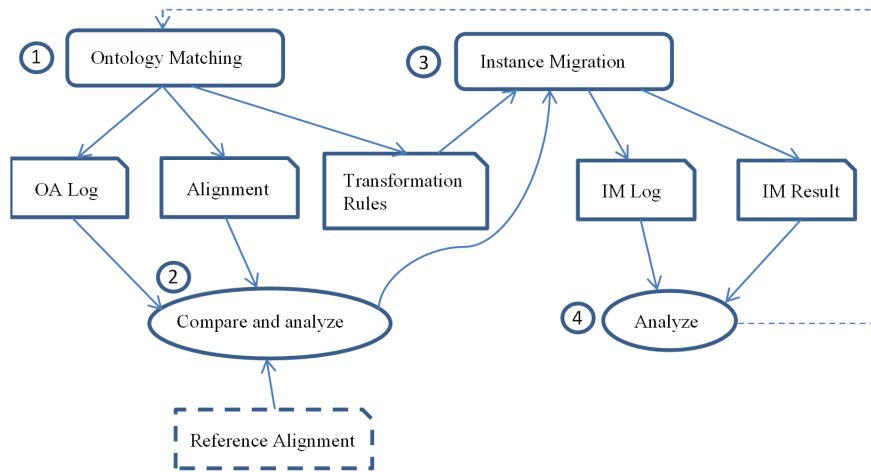 1
Ontology Matching
3
Instance Migration
OA Log
Alignment
Transformation
Rules
IM Log
IM Result
2
Compare and analyze
4
Analyze
Reference Alignment